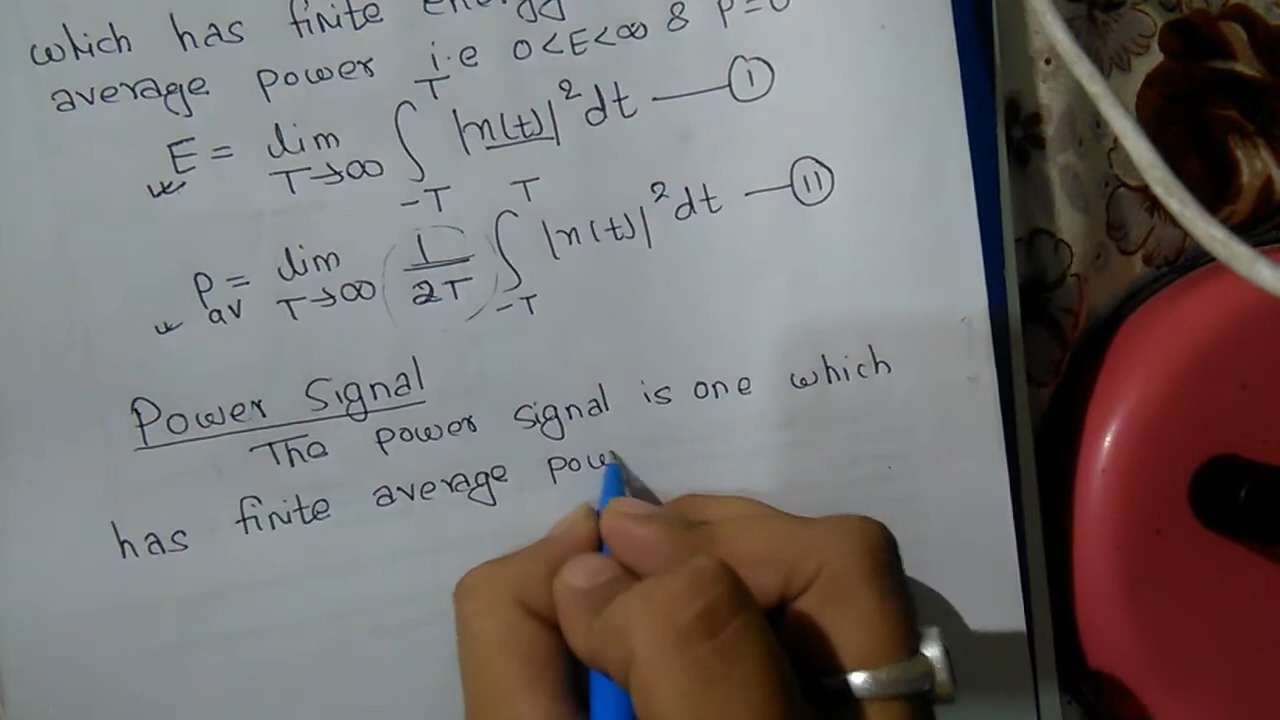 which has finite energy
average power i.e 0<E<∞ & P=0
E = lim T→∞ ∫_{-T}^{T} |n(t)|² dt — (I)
P_av = lim T→∞ 1/2T ∫_{-T}^{T} |n(t)|² dt — (II)
Power Signal
The power signal is one which
has finite average pow